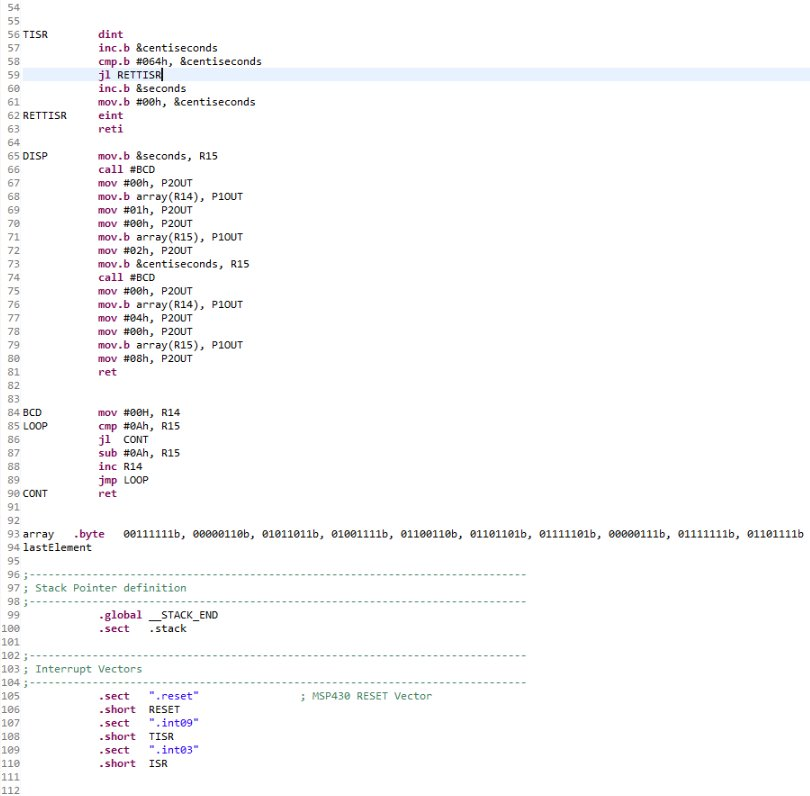 54
55
56 TISR dint
57 inc.b &centiseconds
58 cmp.b #064h, &centiseconds
59 jl RETTISR
60 inc.b &seconds
61 mov.b #00h, &centiseconds
62 RETTISR eint
63 reti
64
65 DISP mov.b &seconds, R15
66 call #BCD
67 mov #00h, P2OUT
68 mov.b array(R14), P1OUT
69 mov #01h, P2OUT
70 mov #00h, P2OUT
71 mov.b array(R15), P1OUT
72 mov #02h, P2OUT
73 mov.b &centiseconds, R15
74 call #BCD
75 mov #00h, P2OUT
76 mov.b array(R14), P1OUT
77 mov #04h, P2OUT
78 mov #00h, P2OUT
79 mov.b array(R15), P1OUT
80 mov #08h, P2OUT
81 ret
82
83
84 BCD mov #00H, R14
85 LOOP cmp #0Ah, R15
86 jl CONT
87 sub #0Ah, R15
88 inc R14
89 jmp LOOP
90 CONT ret
91
92
93 array .byte 00111111b, 00000110b, 01011011b, 01001111b, 01100110b, 01101101b, 01111101b, 00000111b, 01111111b, 01101111b
94 lastElement
95
96 ;-------------------------------------------------------------------------------
97 ; Stack Pointer definition
98 ;-------------------------------------------------------------------------------
99 .global __STACK_END
100 .sect .stack
101
102 ;-------------------------------------------------------------------------------
103 ; Interrupt Vectors
104 ;-------------------------------------------------------------------------------
105 .sect ".reset" ; MSP430 RESET Vector
106 .short RESET
107 .sect ".int09"
108 .short TISR
109 .sect ".int03"
110 .short ISR
111
112